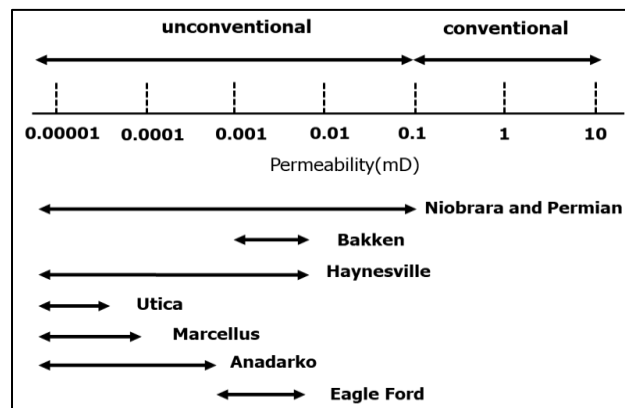 unconventional conventional
0.00001 0.0001 0.001 0.01 0.1 1 10
Permeability(mD)
Niobrara and Permian
Bakken
Haynesville
Utica
Marcellus
Anadarko
Eagle Ford